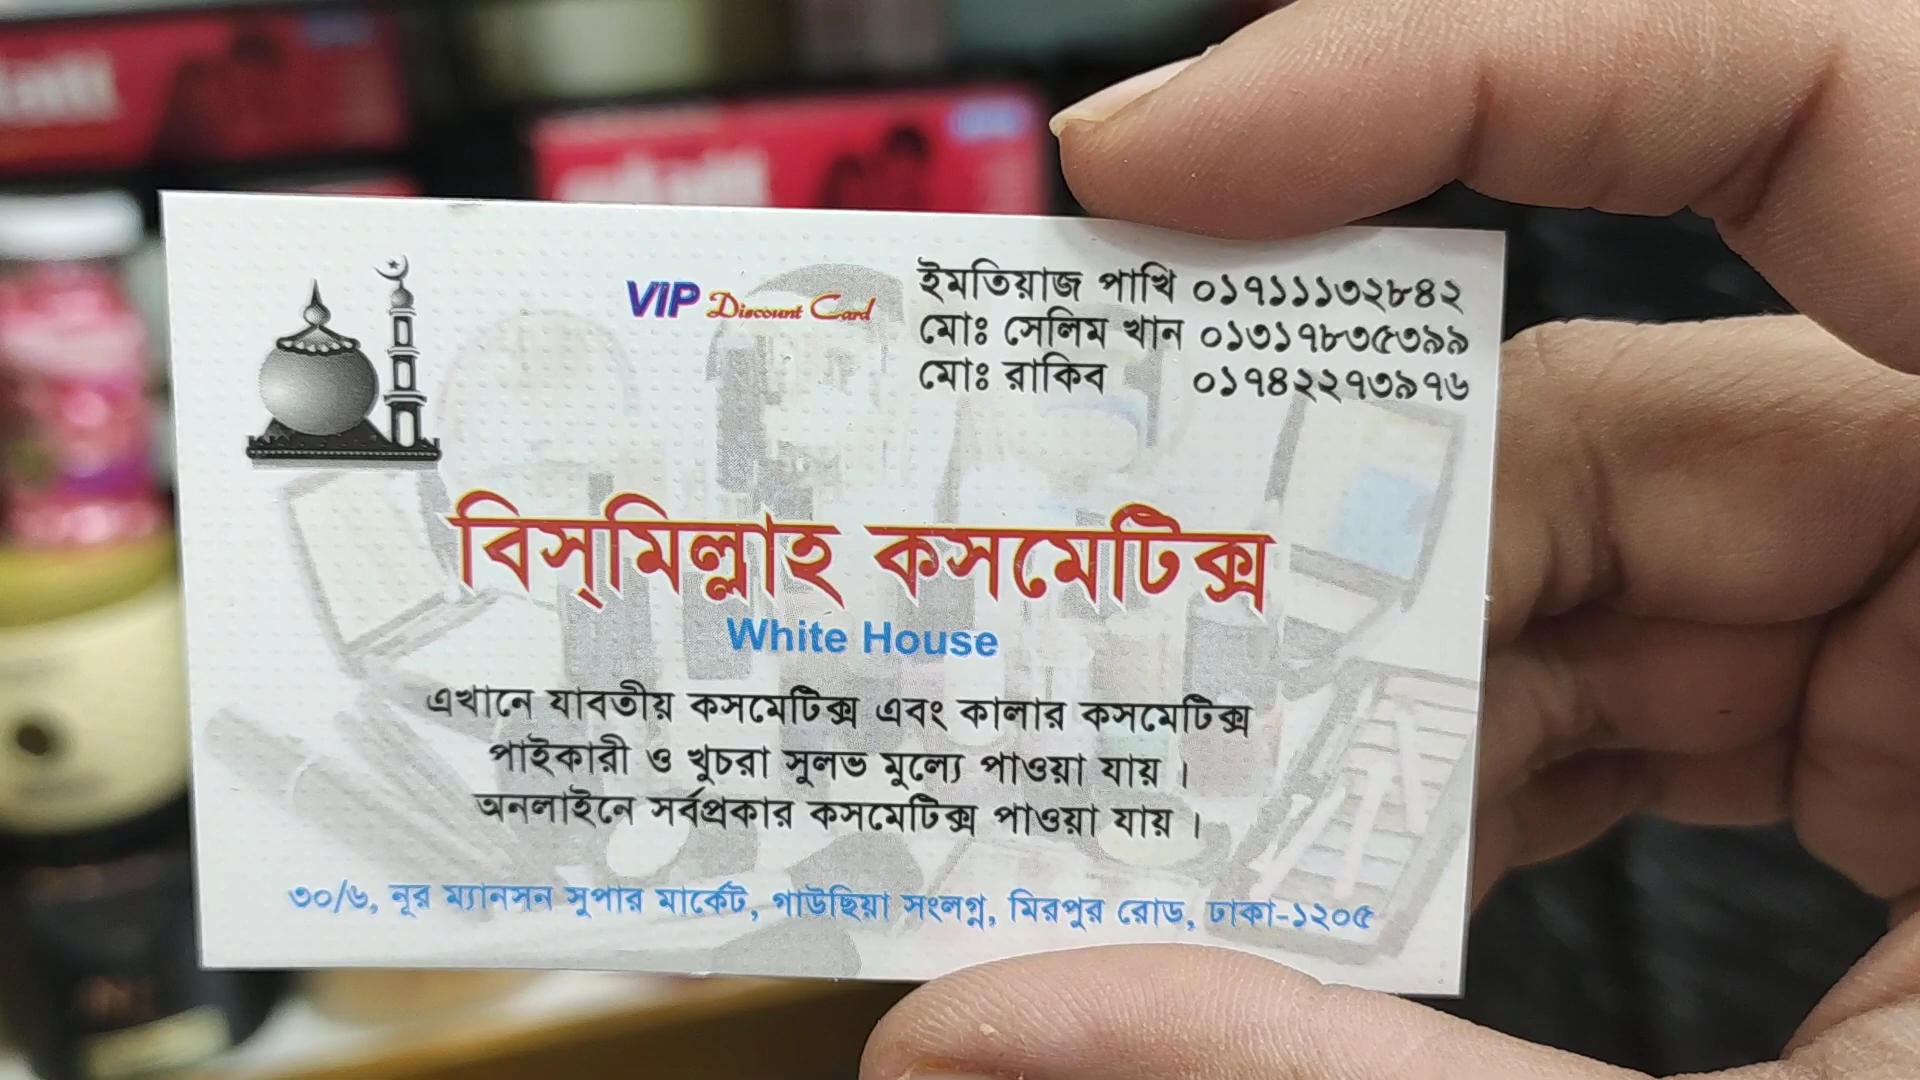 VIP Discount Card
ইমতিয়াজ পাখি ০১৭১১১৩২৮৪২
মোঃ সেলিম খান ০১৩১৭৮৩৫৩৯৯
মোঃ রাকিব ০১৭৪২২৭৩৯৭৬
বিস্‌মিল্লাহ কসমেটিক্স
White House
এখানে যাবতীয় কসমেটিক্স এবং কালার কসমেটিক্স
পাইকারী ও খুচরা সুলভ মুল্যে পাওয়া যায় ।
অনলাইনে সর্বপ্রকার কসমেটিক্স পাওয়া যায় ।
৩০/৬, নূর ম্যানসন সুপার মার্কেট, গাউছিয়া সংলগ্ন, মিরপুর রোড, ঢাকা-১২০৫